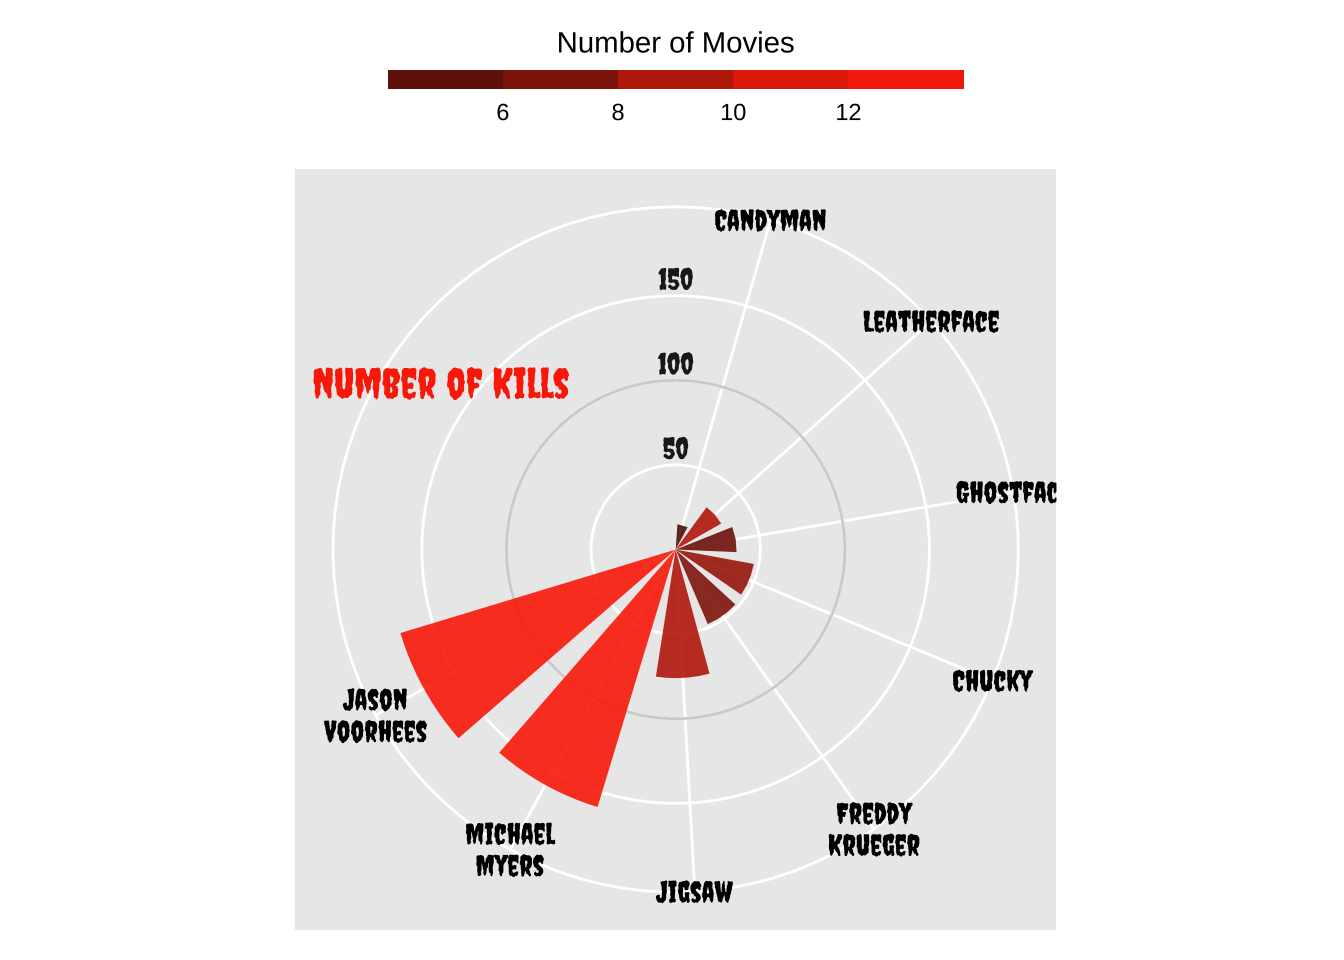 Number of Movies
6 8 10 12
CANDYMAN
150
LEATHERFACE
100
NUMBER OF KILLS
50
GHOSTFAC
CHUCKY
JASON
VOORHEES
FREDDY
KRUEGER
MICHAEL
MYERS
JIGSAW